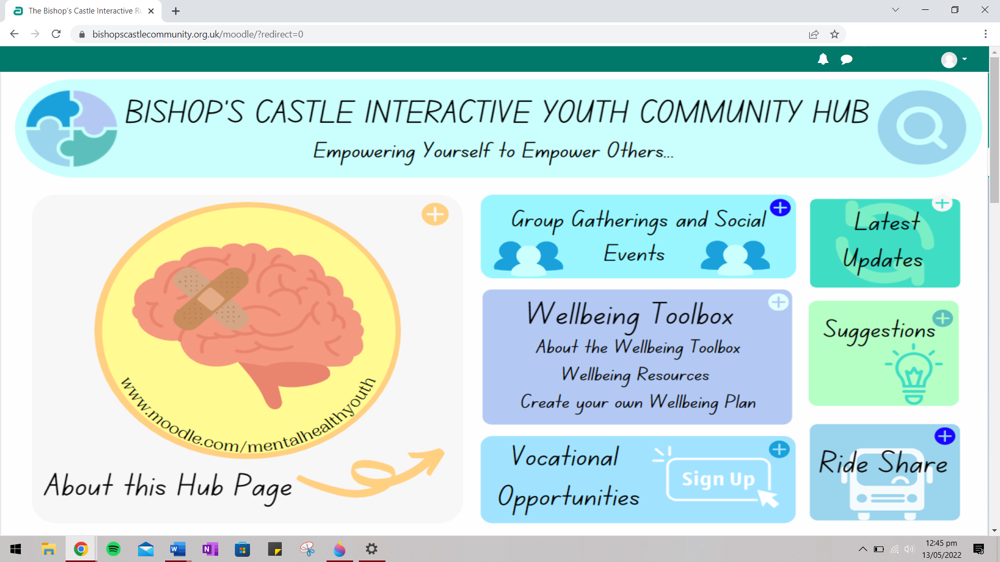 The Bishop's Castle Interactive Ru
bishopscastlecommunity.org.uk/moodle/?redirect=0
BISHOP'S CASTLE INTERACTIVE YOUTH COMMUNITY HUB
Empowering Yourself to Empower Others...
www.moodle.com/mentalhealthyouth
About this Hub Page
Group Gatherings and Social
Events
Wellbeing Toolbox
About the Wellbeing Toolbox
Wellbeing Resources
Create your own Wellbeing Plan
Vocational
Opportunities
Sign Up
Latest
Updates
Suggestions
Ride Share
12:45 pm
13/05/2022